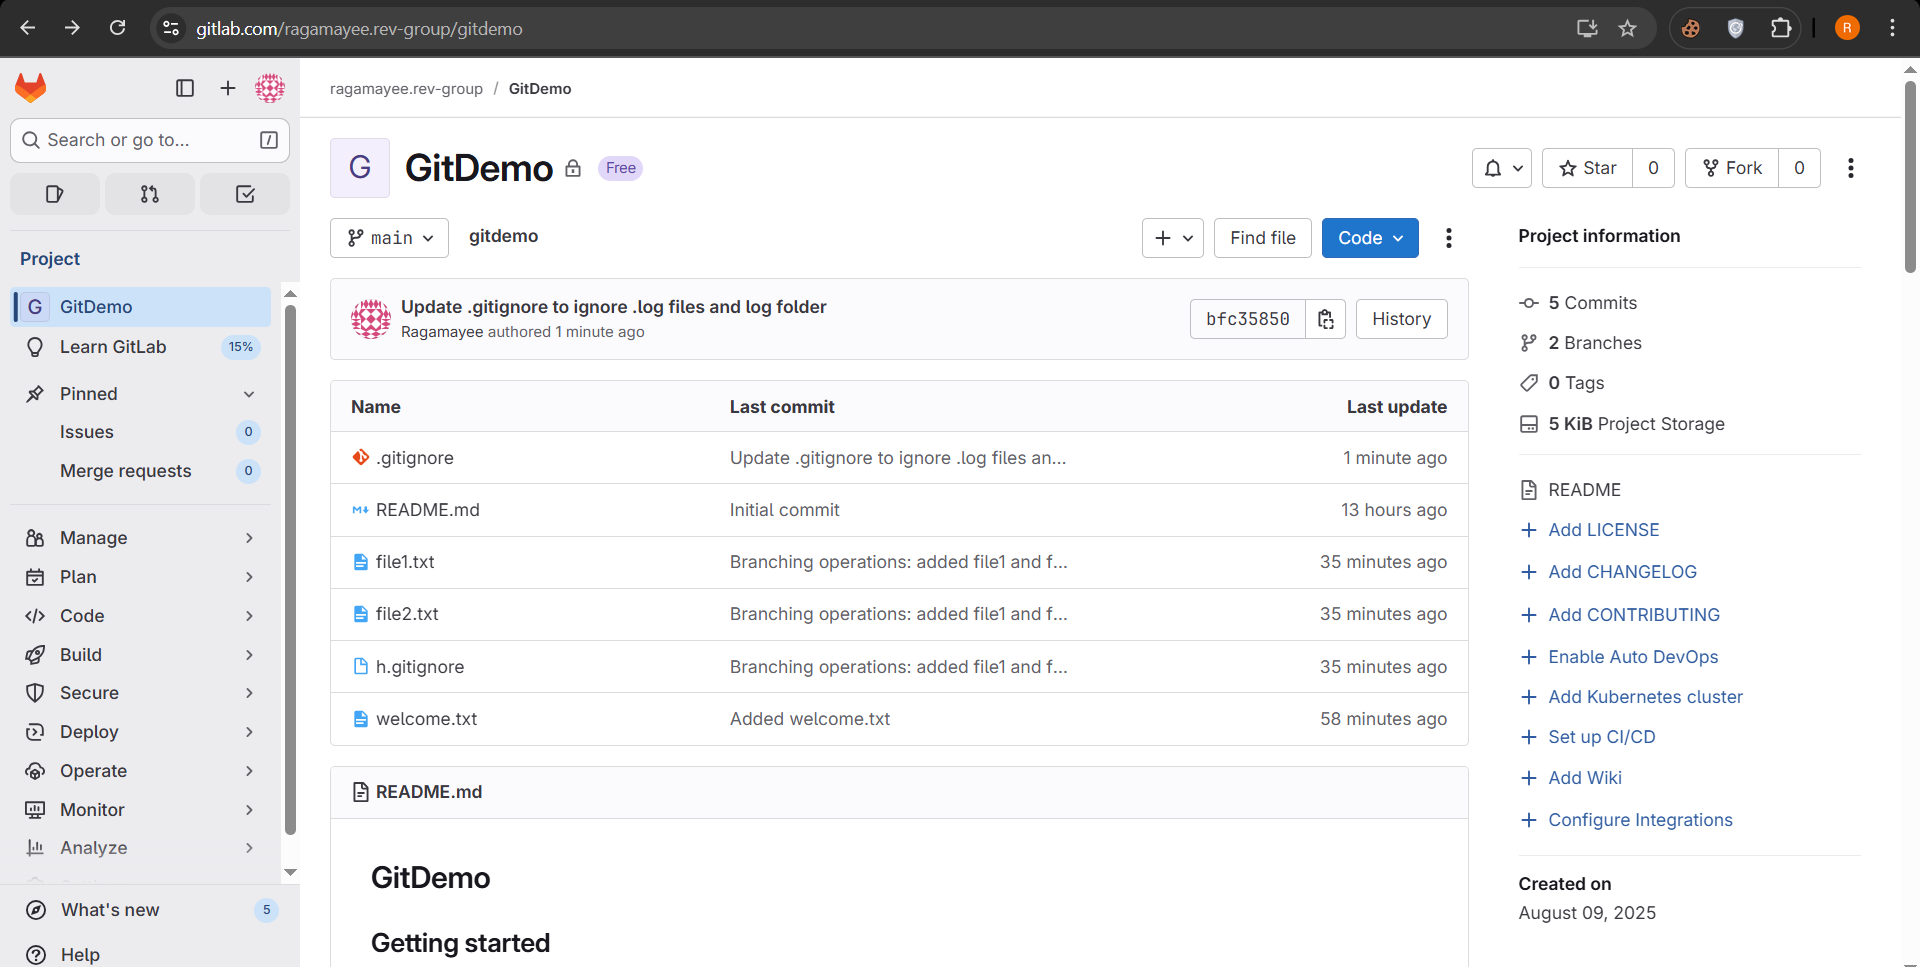 gitlab.com/ragamayee.rev-group/gitdemo
R
ragamayee.rev-group / GitDemo
Search or go to...
/
Project
G GitDemo
Learn GitLab 15%
Pinned
Issues 0
Merge requests 0
Manage
Plan
Code
Build
Secure
Deploy
Operate
Monitor
Analyze
What's new 5
Help
G GitDemo Free
Star 0 Fork 0
main gitdemo
Find file Code
Update .gitignore to ignore .log files and log folder
Ragamayee authored 1 minute ago
bfc35850 History
Name Last commit Last update
.gitignore Update .gitignore to ignore .log files an... 1 minute ago
README.md Initial commit 13 hours ago
file1.txt Branching operations: added file1 and f... 35 minutes ago
file2.txt Branching operations: added file1 and f... 35 minutes ago
h.gitignore Branching operations: added file1 and f... 35 minutes ago
welcome.txt Added welcome.txt 58 minutes ago
README.md
GitDemo
Getting started
Project information
5 Commits
2 Branches
0 Tags
5 KiB Project Storage
README
Add LICENSE
Add CHANGELOG
Add CONTRIBUTING
Enable Auto DevOps
Add Kubernetes cluster
Set up CI/CD
Add Wiki
Configure Integrations
Created on
August 09, 2025